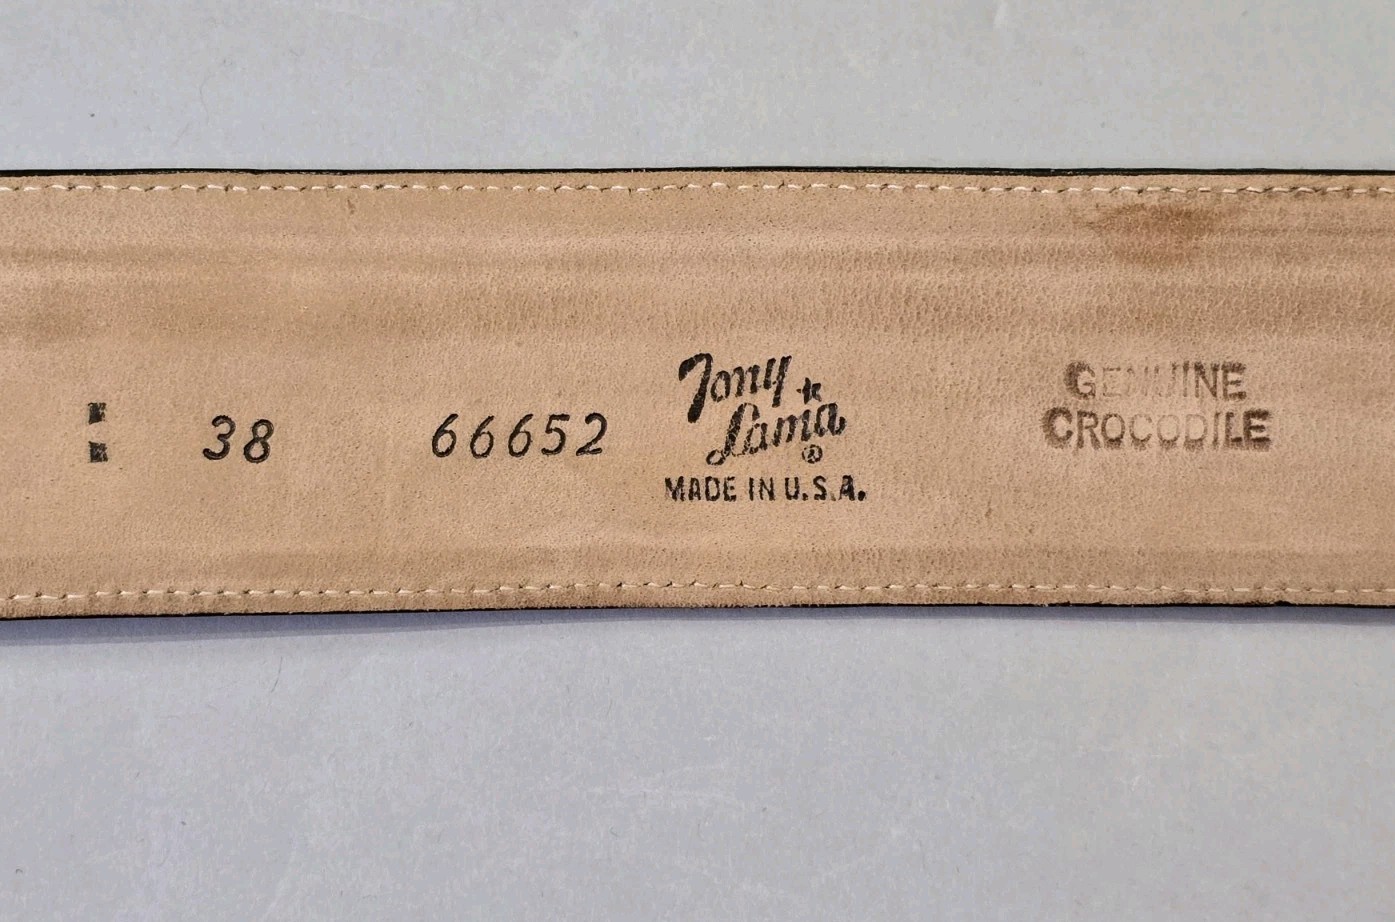 38
66652
Tony
Lama
®
MADE IN U.S.A.
GENUINE
CROCODILE